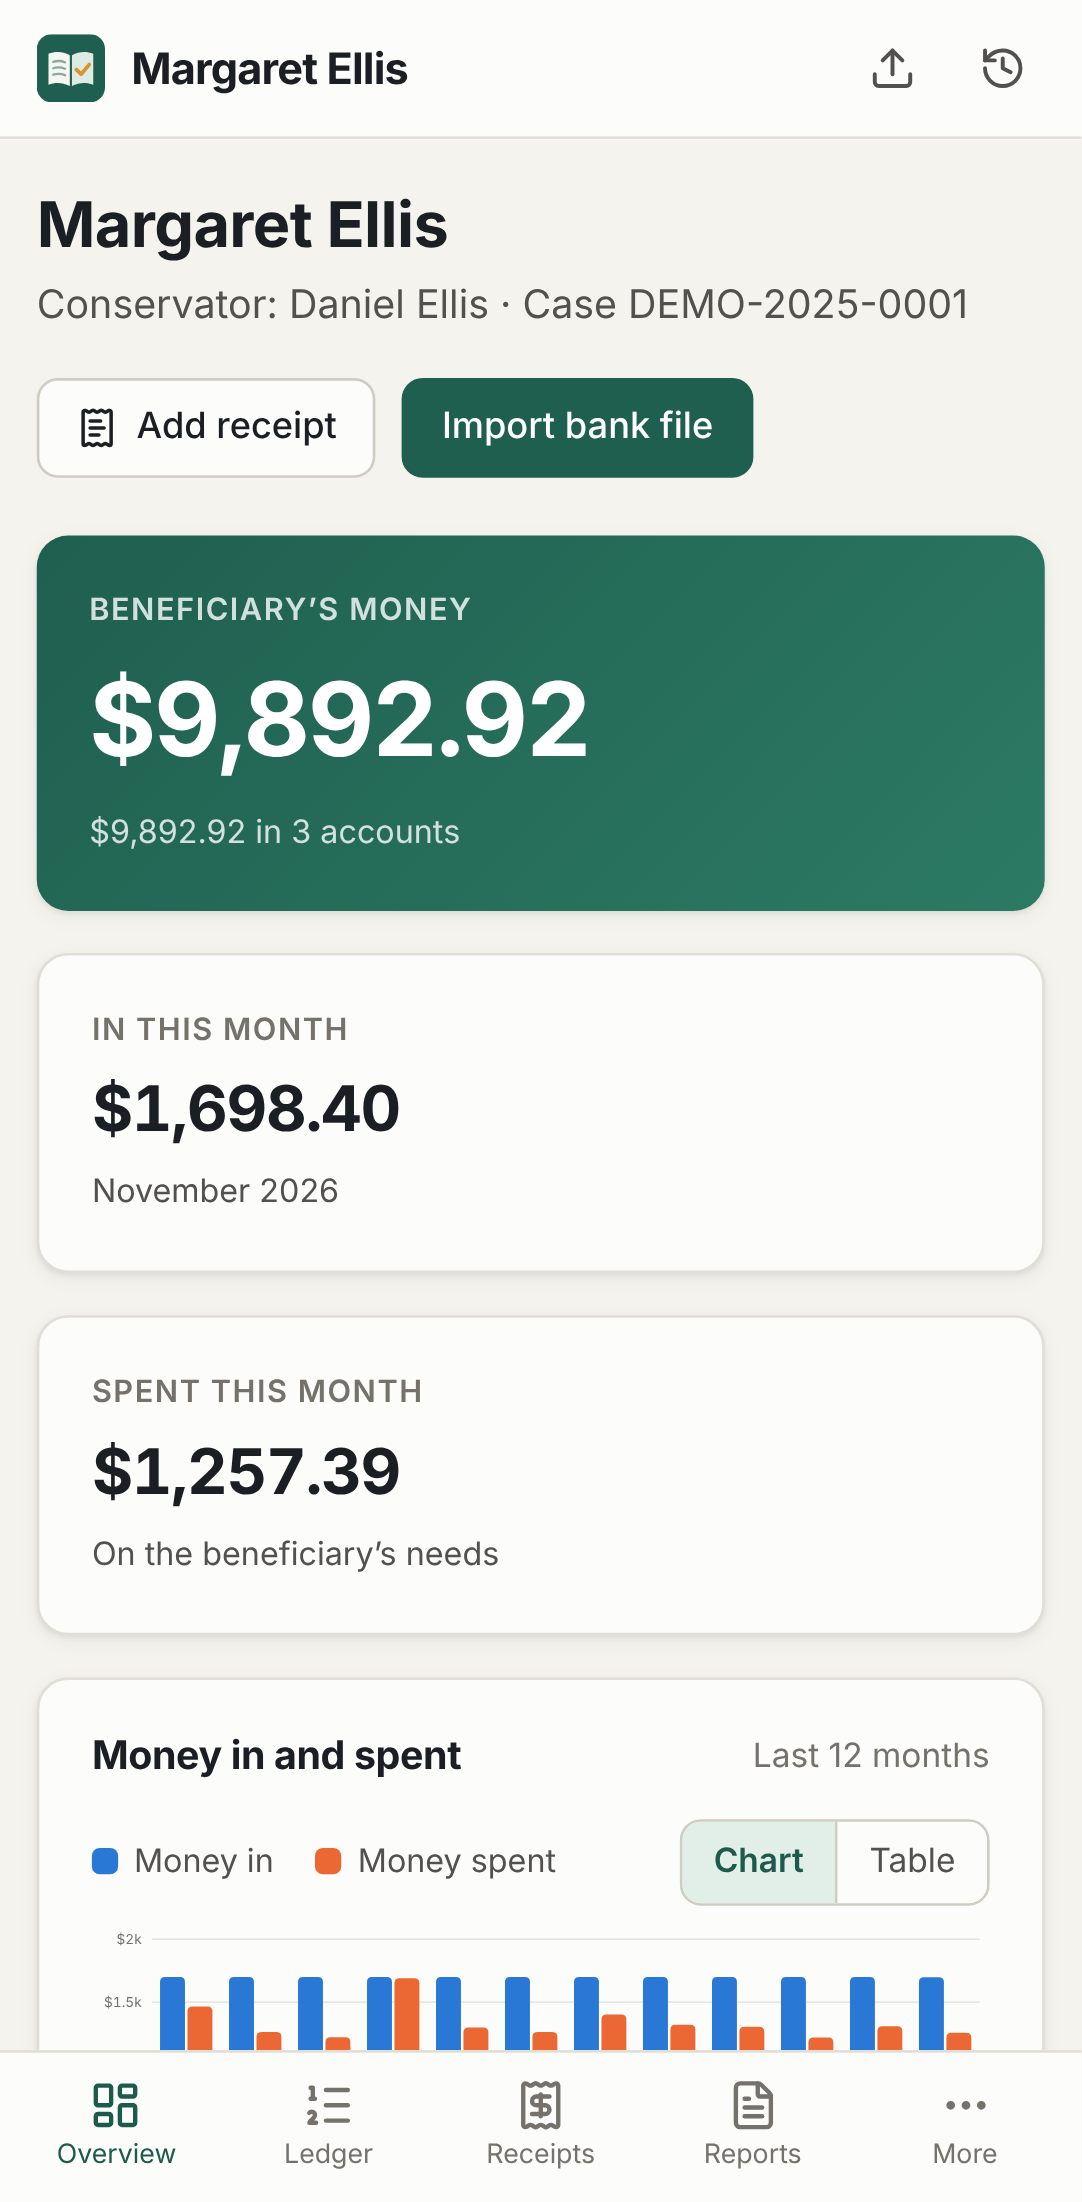 Margaret Ellis
Margaret Ellis
Conservator: Daniel Ellis · Case DEMO-2025-0001
Add receipt
Import bank file
BENEFICIARY’S MONEY
$9,892.92
$9,892.92 in 3 accounts
IN THIS MONTH
$1,698.40
November 2026
SPENT THIS MONTH
$1,257.39
On the beneficiary’s needs
Money in and spent
Last 12 months
Money in
Money spent
Chart
Table
$2k
$1.5k
Overview
Ledger
Receipts
Reports
More